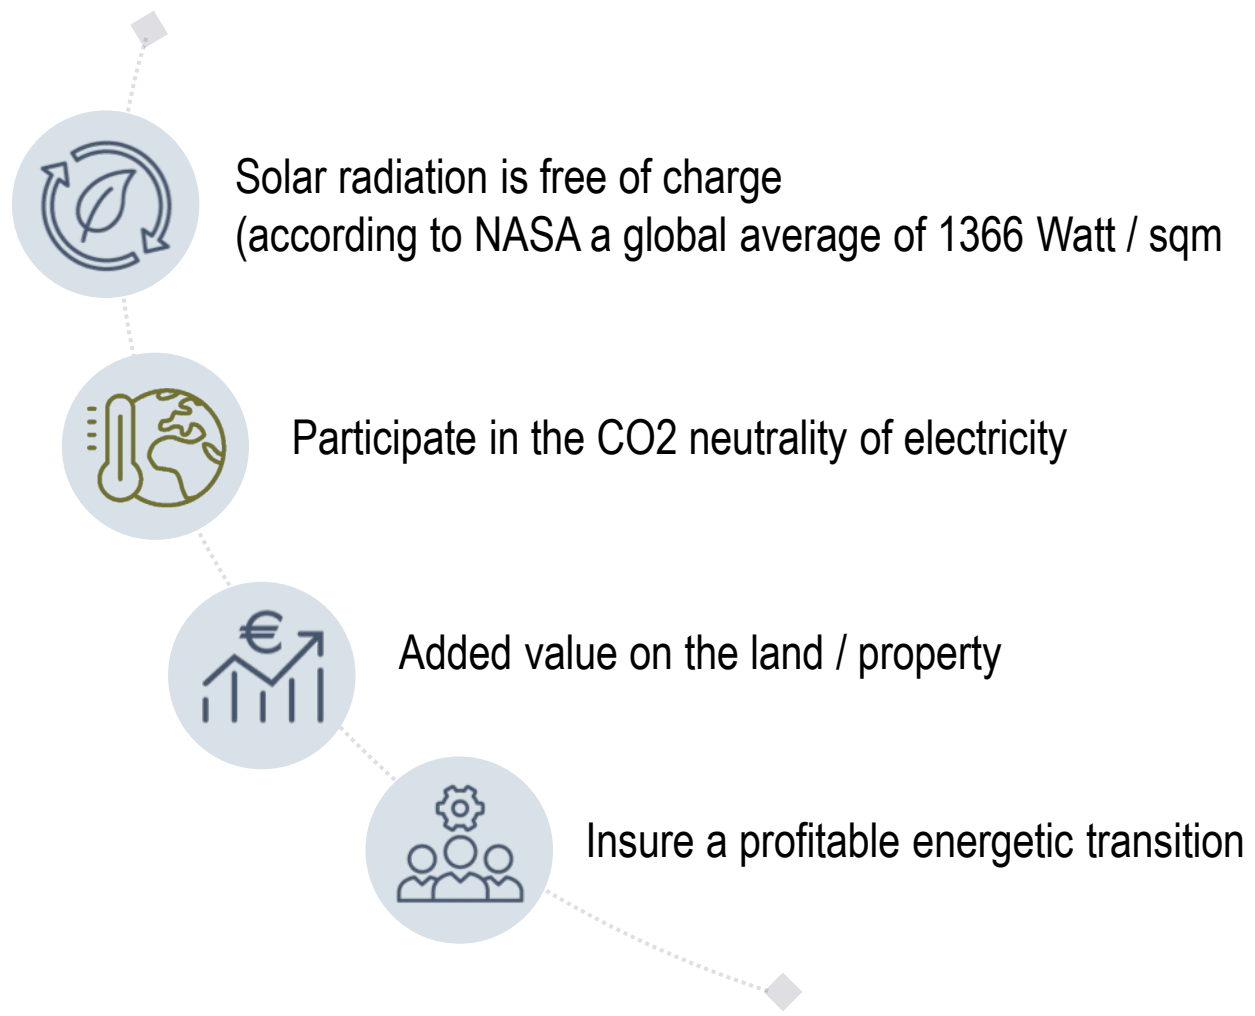 Solar radiation is free of charge
(according to NASA a global average of 1366 Watt / sqm
Participate in the CO2 neutrality of electricity
€
Added value on the land / property
Insure a profitable energetic transition